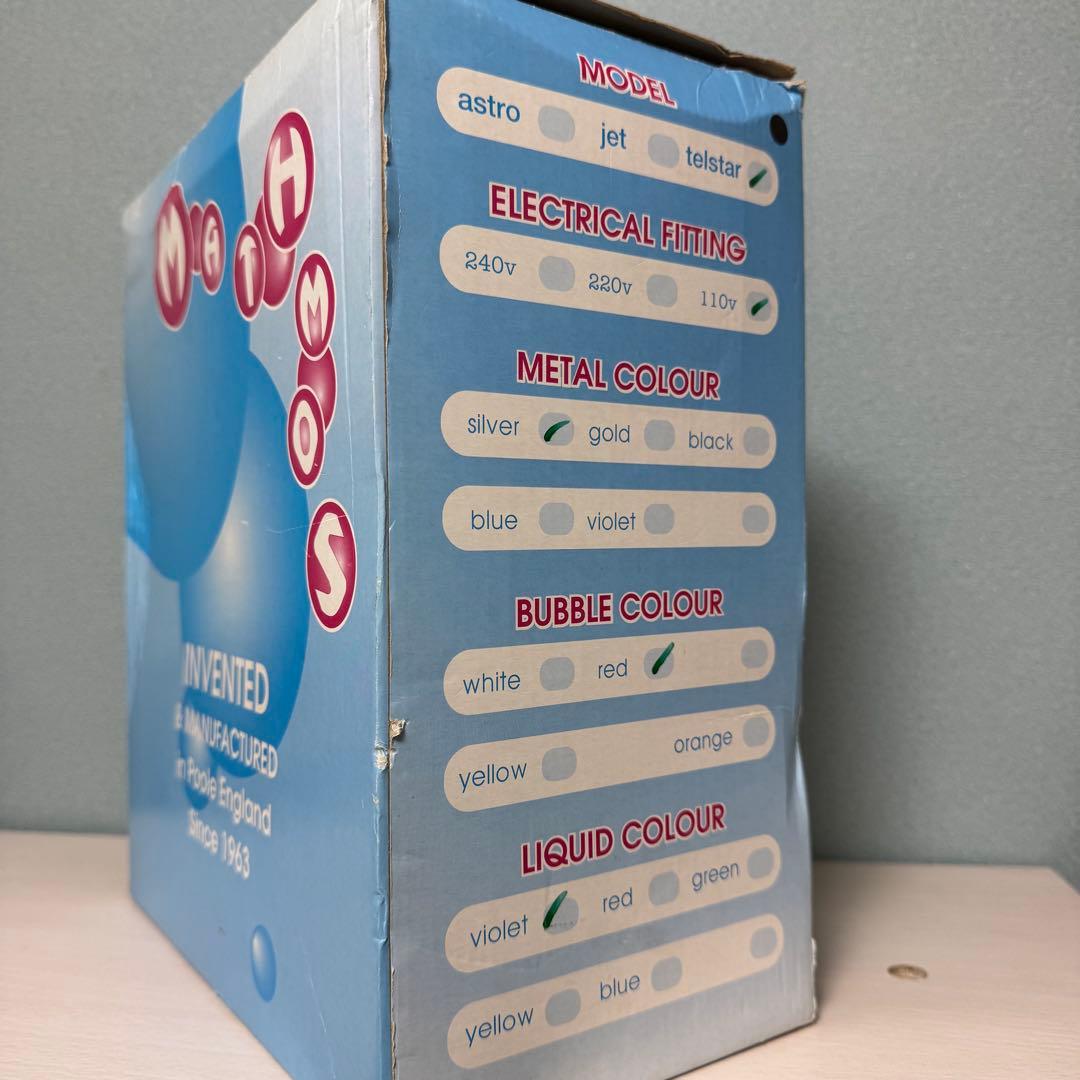 MATHMOS
INVENTED
& MANUFACTURED
in Poole England
Since 1963
MODEL
astro jet telstar
ELECTRICAL FITTING
240v 220v 110v
METAL COLOUR
silver gold black
blue violet
BUBBLE COLOUR
white red
yellow orange
LIQUID COLOUR
violet red green
yellow blue